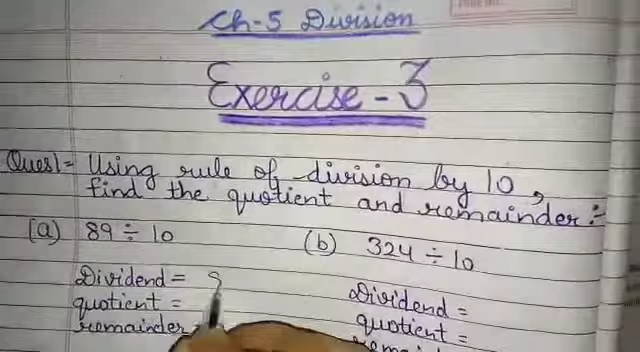 Ch-5 Division
Exercise - 3
Ques1= Using rule of division by 10,
find the quotient and remainder:-
(a) 89 ÷ 10
(b) 324 ÷ 10
Dividend = 8
quotient =
remainder
Dividend =
quotient =